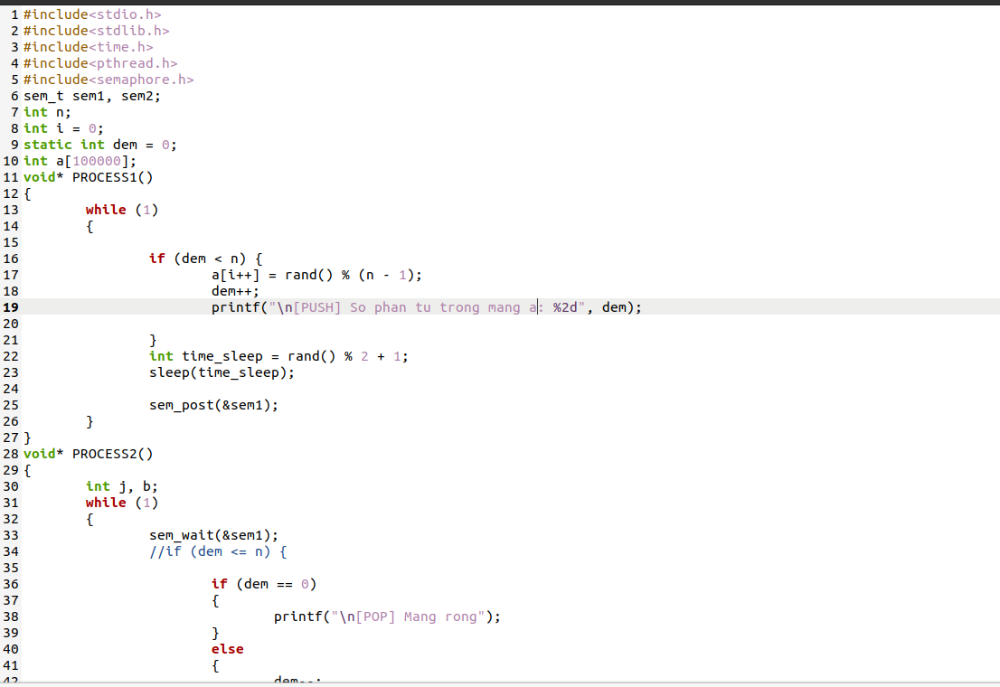 1 #include<stdio.h>
2 #include<stdlib.h>
3 #include<time.h>
4 #include<pthread.h>
5 #include<semaphore.h>
6 sem_t sem1, sem2;
7 int n;
8 int i = 0;
9 static int dem = 0;
10 int a[100000];
11 void* PROCESS1()
12 {
13 while (1)
14 {
15
16 if (dem < n) {
17 a[i++] = rand() % (n - 1);
18 dem++;
19 printf("\n[PUSH] So phan tu trong mang a: %2d", dem);
20
21 }
22 int time_sleep = rand() % 2 + 1;
23 sleep(time_sleep);
24
25 sem_post(&sem1);
26 }
27 }
28 void* PROCESS2()
29 {
30 int j, b;
31 while (1)
32 {
33 sem_wait(&sem1);
34 //if (dem <= n) {
35
36 if (dem == 0)
37 {
38 printf("\n[POP] Mang rong");
39 }
40 else
41 {
42 dem--;